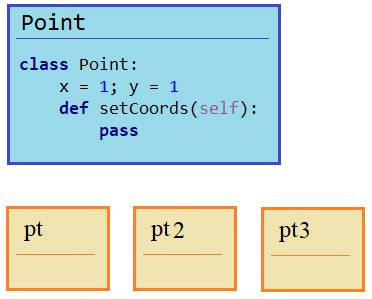 Point
class Point:
    x = 1; y = 1
    def setCoords(self):
        pass
pt
pt2
pt3